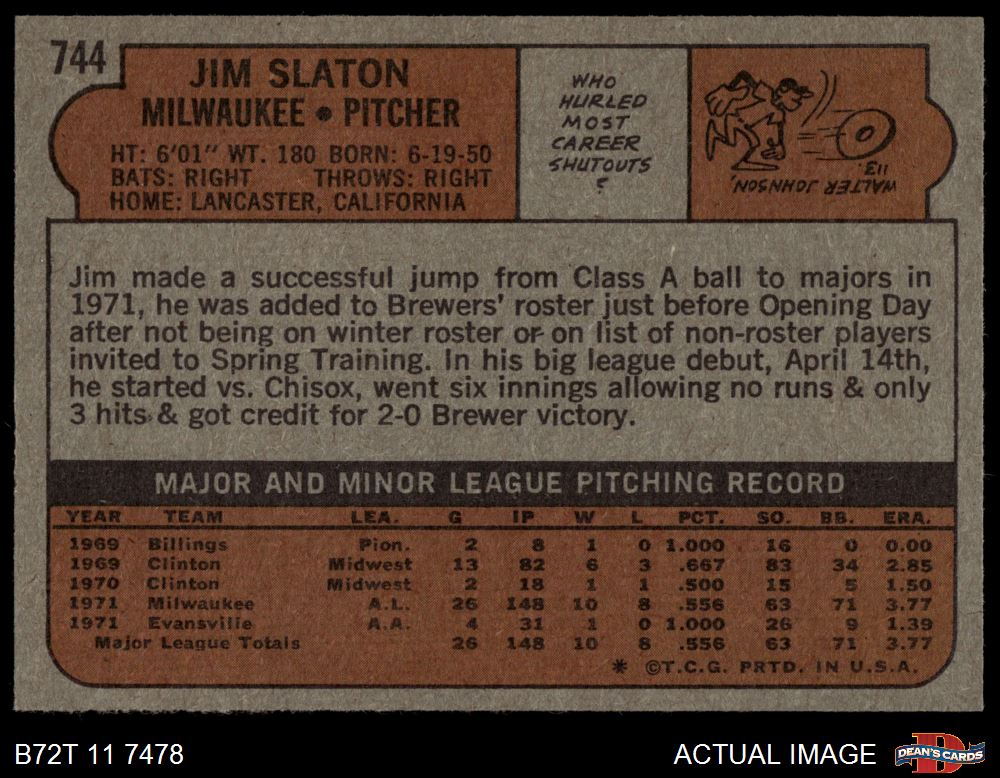 744
JIM SLATON
MILWAUKEE • PITCHER
HT: 6'01" WT. 180 BORN: 6-19-50
BATS: RIGHT THROWS: RIGHT
HOME: LANCASTER, CALIFORNIA
WHO
HURLED
MOST
CAREER
SHUTOUTS
?
WALTER JOHNSON,
113
Jim made a successful jump from Class A ball to majors in
1971, he was added to Brewers' roster just before Opening Day
after not being on winter roster or on list of non-roster players
invited to Spring Training. In his big league debut, April 14th,
he started vs. Chisox, went six innings allowing no runs & only
3 hits & got credit for 2-0 Brewer victory.
MAJOR AND MINOR LEAGUE PITCHING RECORD
YEAR TEAM LEA. G IP W L PCT. SO. BB. ERA.
1969 Billings Pion. 2 8 1 0 1.000 16 0 0.00
1969 Clinton Midwest 13 82 6 3 .667 83 34 2.85
1970 Clinton Midwest 2 18 1 1 .500 15 5 1.50
1971 Milwaukee A.L. 26 148 10 8 .556 63 71 3.77
1971 Evansville A.A. 4 31 1 0 1.000 26 9 1.39
Major League Totals 26 148 10 8 .556 63 71 3.77
* ©T.C.G. PRTD. IN U.S.A.
B72T 11 7478
ACTUAL IMAGE
DEAN'S CARDS